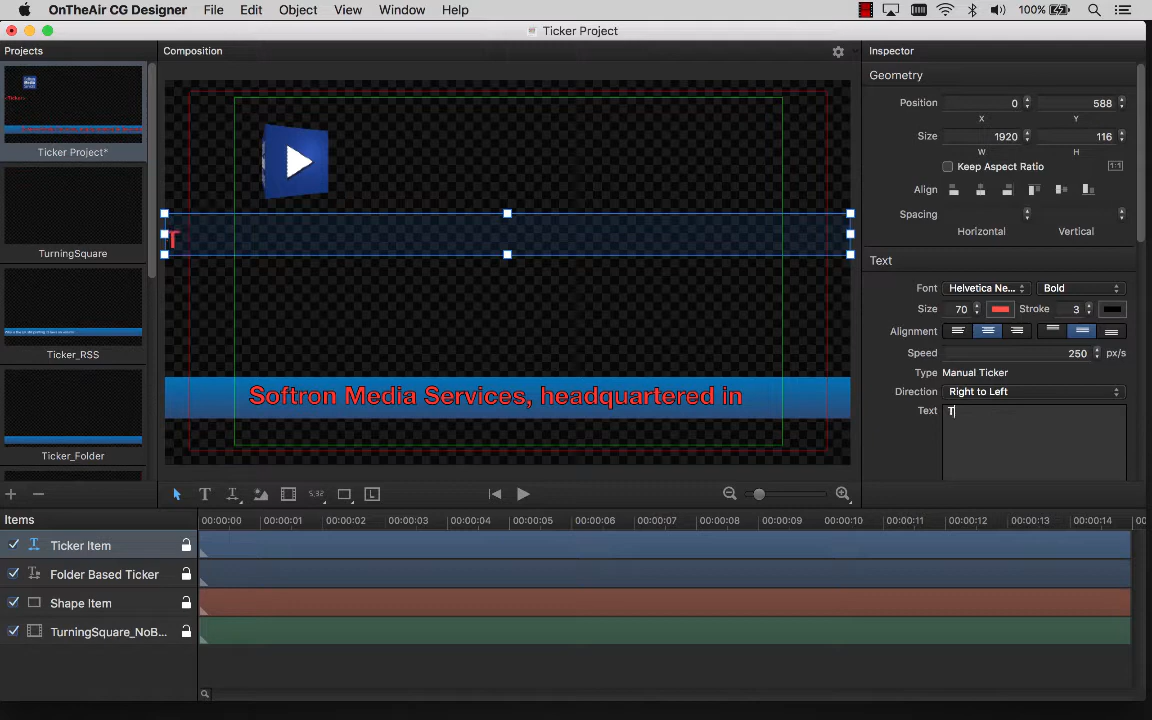 OnTheAir CG Designer File Edit Object View Window Help 100%
Ticker Project
Projects
Composition
Inspector
Geometry
Position 0 588
X Y
Size 1920 116
W H
Keep Aspect Ratio 1:1
Align
Spacing
Horizontal Vertical
Text
Font Helvetica Ne... Bold
Size 70 Stroke 3
Alignment
Speed 250 px/s
Type Manual Ticker
Direction Right to Left
Text T
Ticker Project*
TurningSquare
Ticker_RSS
Ticker_Folder
T
Softron Media Services, headquartered in
T T L
Items
00:00:00 00:00:01 00:00:02 00:00:03 00:00:04 00:00:05 00:00:06 00:00:07 00:00:08 00:00:09 00:00:10 00:00:11 00:00:12 00:00:13 00:00:14 00
Ticker Item
Folder Based Ticker
Shape Item
TurningSquare_NoB...